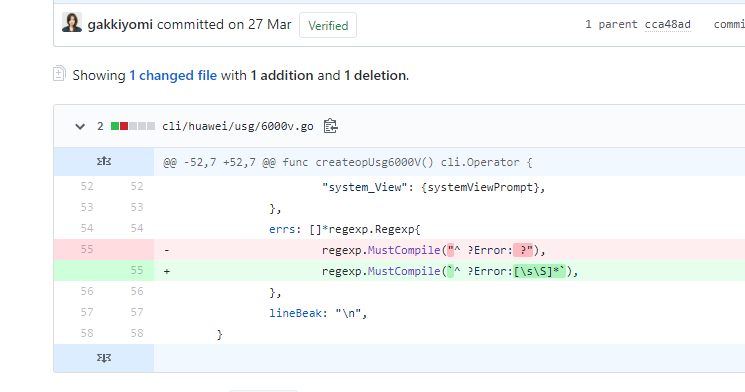 gakkiyomi committed on 27 Mar Verified 1 parent cca48ad commi
Showing 1 changed file with 1 addition and 1 deletion.
2 cli/huawei/usg/6000v.go
@@ -52,7 +52,7 @@ func createopUsg6000V() cli.Operator {
52 52 "system_View": {systemViewPrompt},
53 53 },
54 54 errs: []*regexp.Regexp{
55 - regexp.MustCompile("^ ?Error: ?"),
55 + regexp.MustCompile(`^ ?Error:[\s\S]*`),
56 56 },
57 57 lineBeak: "\n",
58 58 }